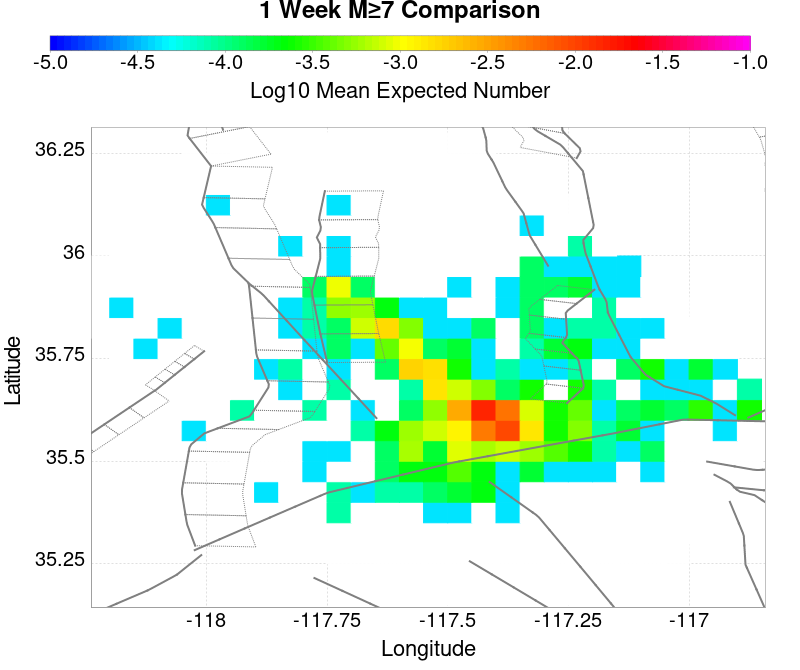 1 Week M≥7 Comparison
-5.0 -4.5 -4.0 -3.5 -3.0 -2.5 -2.0 -1.5 -1.0
Log10 Mean Expected Number
36.25
36
35.75
35.5
35.25
Latitude
-118 -117.75 -117.5 -117.25 -117
Longitude